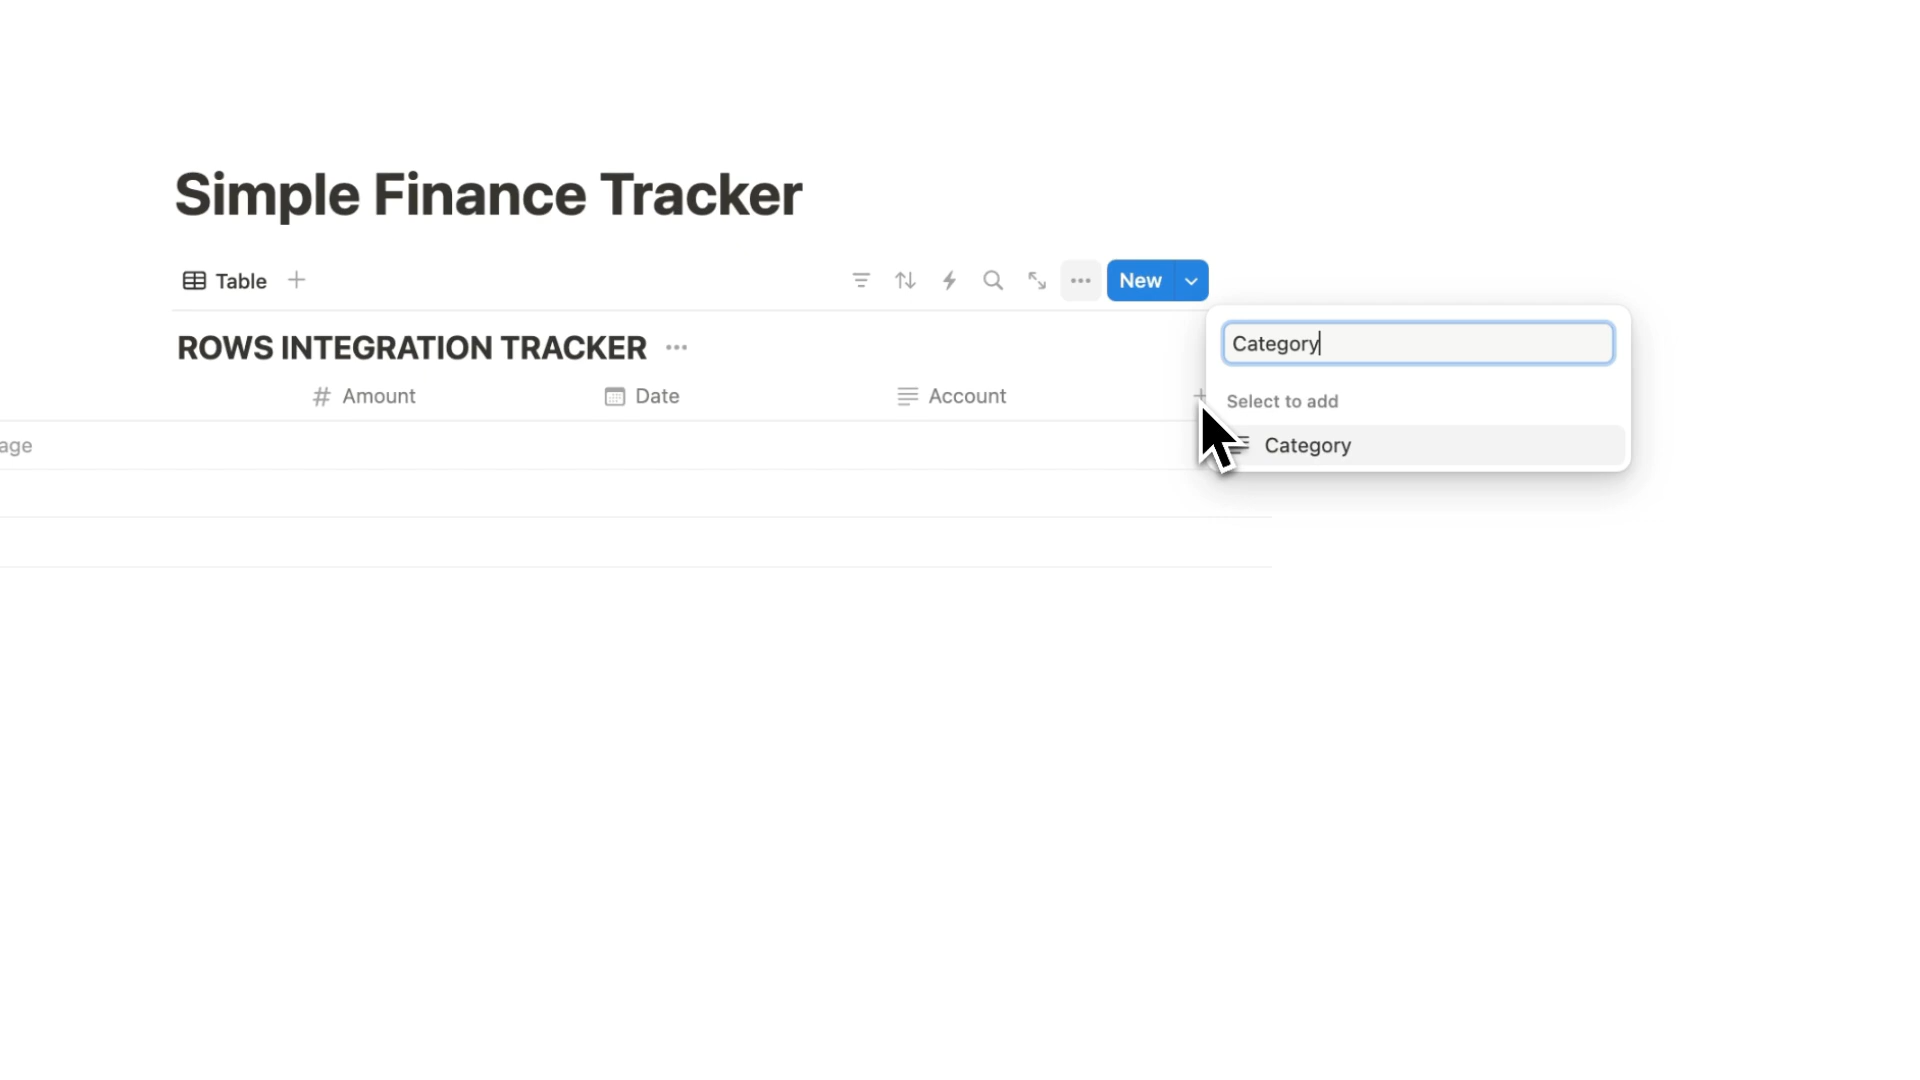 Simple Finance Tracker
Table
New
ROWS INTEGRATION TRACKER
Category
Amount
Date
Account
Select to add
age
Category